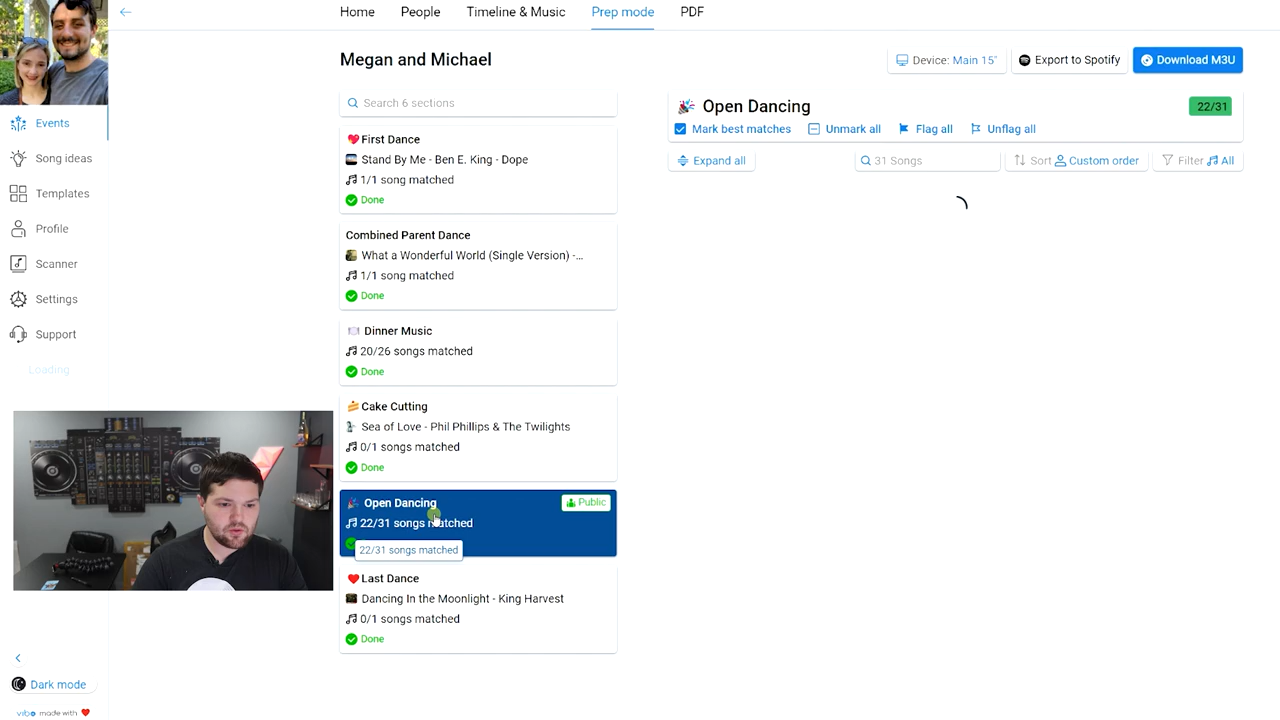 Home
People
Timeline & Music
Prep mode
PDF
Megan and Michael
Device: Main 15"
Export to Spotify
Download M3U
Events
Song ideas
Templates
Profile
Scanner
Settings
Support
Loading
Search 6 sections
First Dance
Stand By Me - Ben E. King - Dope
1/1 song matched
Done
Combined Parent Dance
What a Wonderful World (Single Version) -...
1/1 song matched
Done
Dinner Music
20/26 songs matched
Done
Cake Cutting
Sea of Love - Phil Phillips & The Twilights
0/1 songs matched
Done
Open Dancing
Public
22/31 songs matched
22/31 songs matched
Last Dance
Dancing In the Moonlight - King Harvest
0/1 songs matched
Done
Open Dancing
22/31
Mark best matches
Unmark all
Flag all
Unflag all
Expand all
31 Songs
Sort Custom order
Filter All
Dark mode
vibo made with